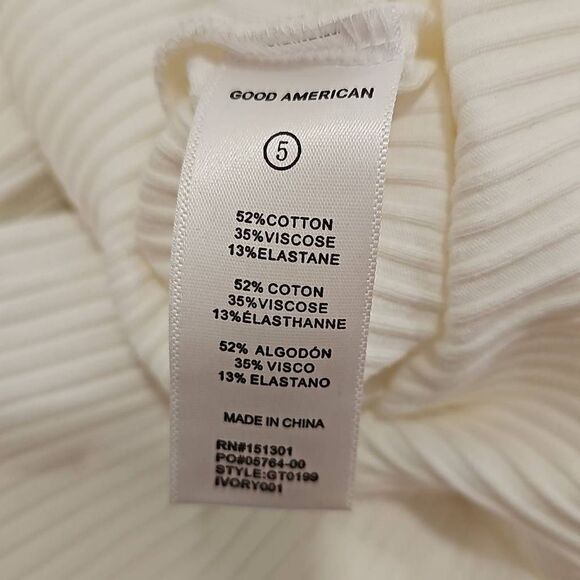 GOOD AMERICAN
5
52%COTTON
35%VISCOSE
13%ELASTANE
52% COTON
35%VISCOSE
13%ÉLASTHANNE
52% ALGODÓN
35% VISCO
13% ELASTANO
MADE IN CHINA
RN#151301
PO#05764-00
STYLE:GT0199
IVORY001